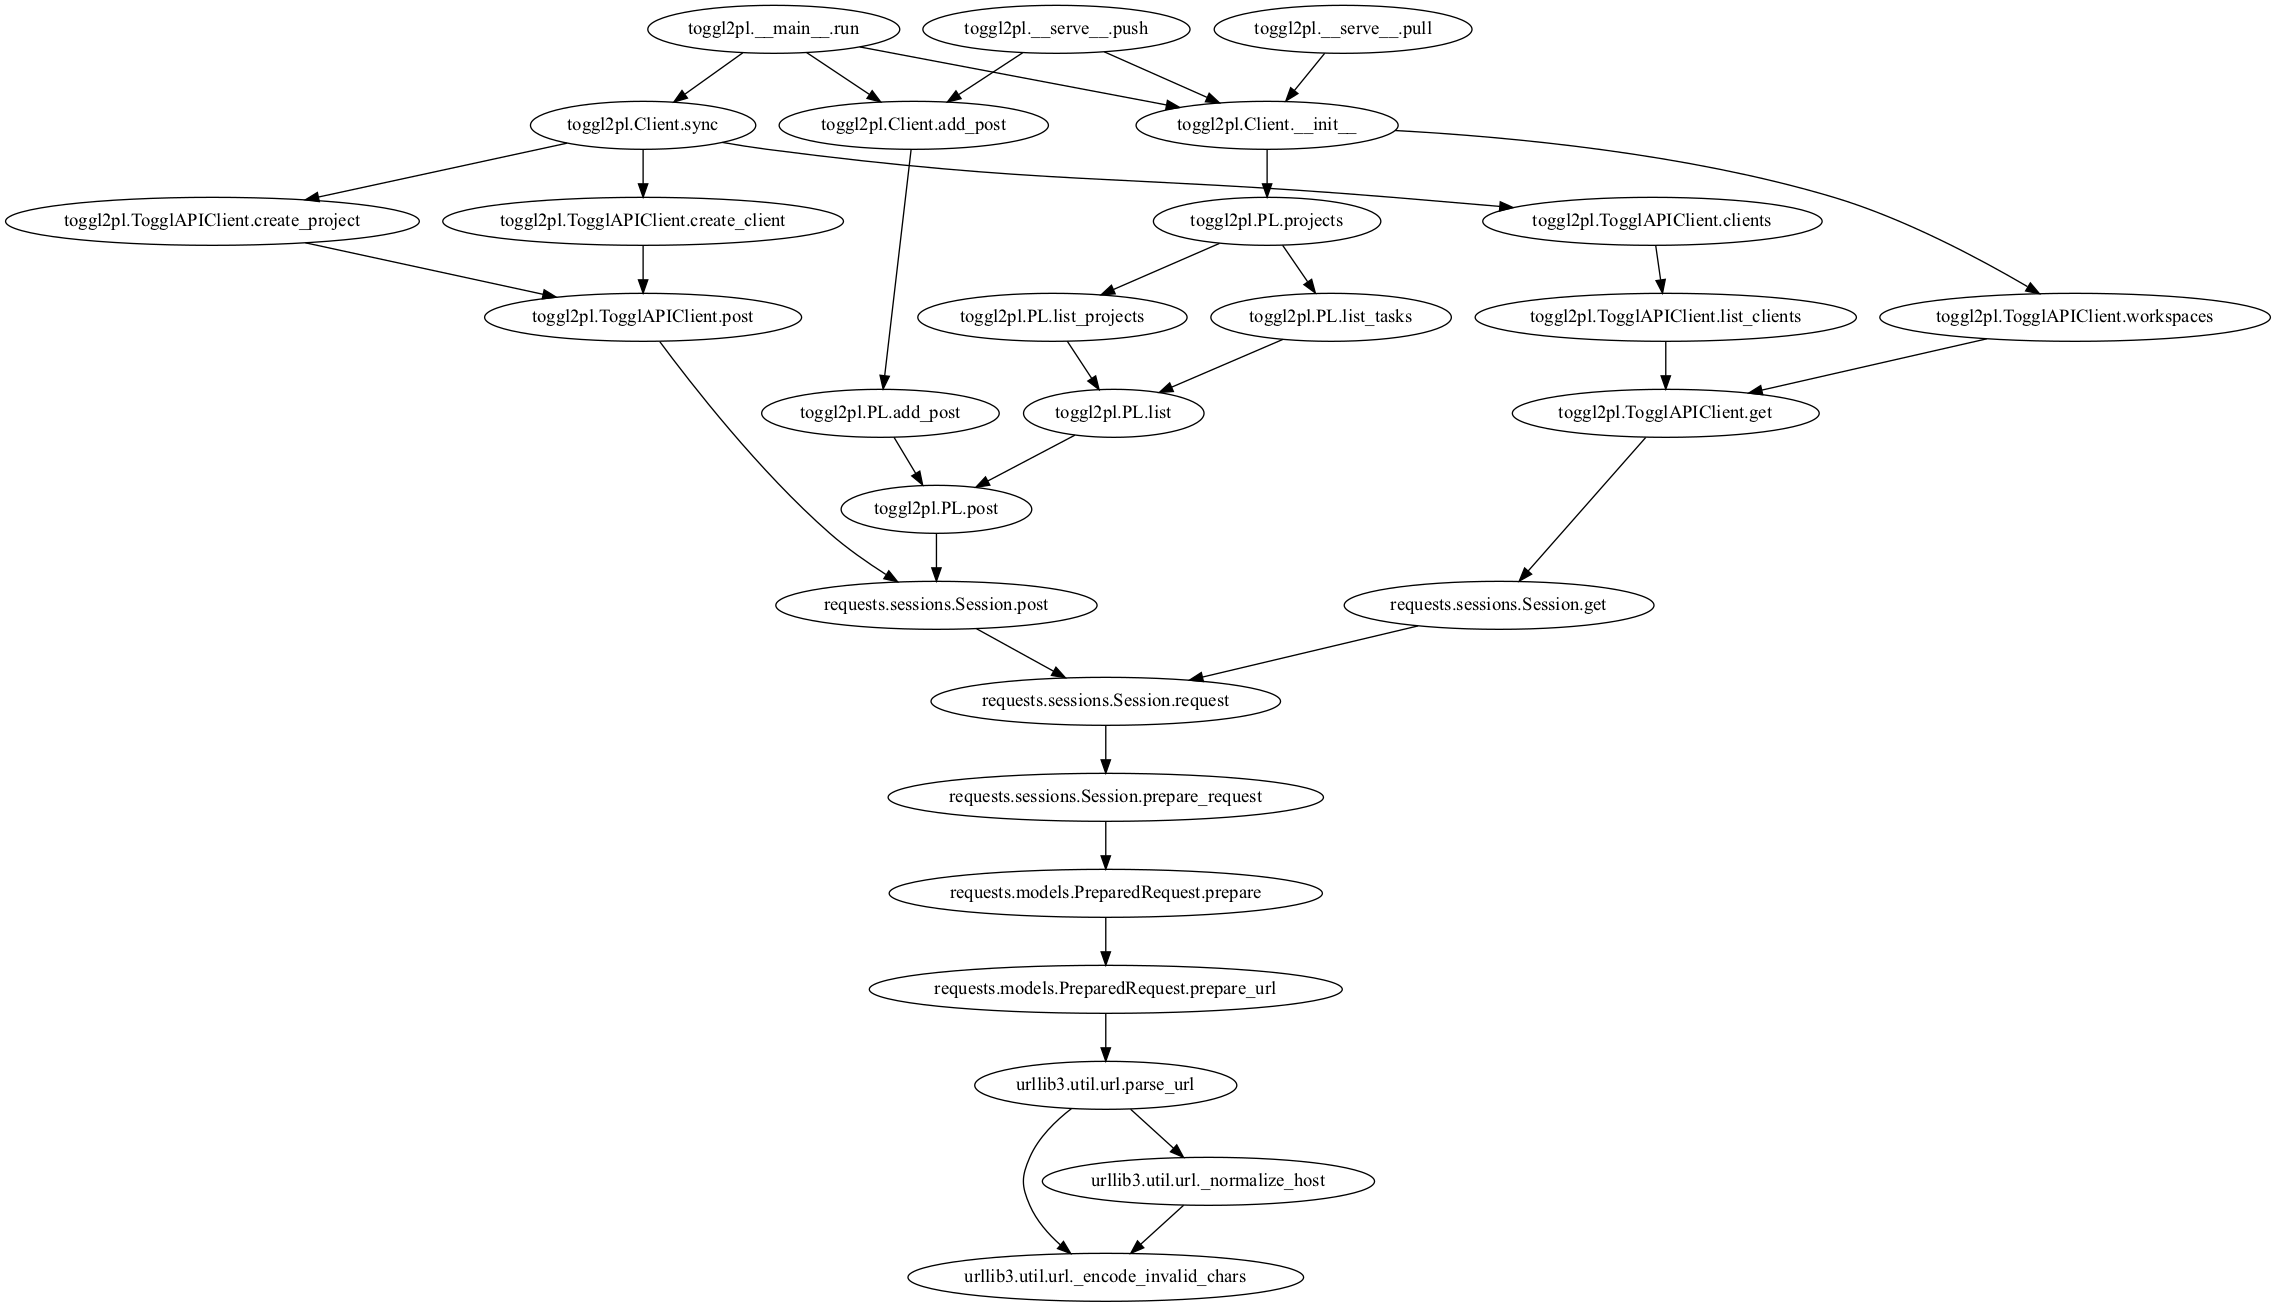 toggl2pl.__main__.run
toggl2pl.__serve__.push
toggl2pl.__serve__.pull
toggl2pl.Client.sync
toggl2pl.Client.add_post
toggl2pl.Client.__init__
toggl2pl.TogglAPIClient.create_project
toggl2pl.TogglAPIClient.create_client
toggl2pl.PL.projects
toggl2pl.TogglAPIClient.clients
toggl2pl.TogglAPIClient.post
toggl2pl.PL.list_projects
toggl2pl.PL.list_tasks
toggl2pl.TogglAPIClient.list_clients
toggl2pl.TogglAPIClient.workspaces
toggl2pl.PL.add_post
toggl2pl.PL.list
toggl2pl.TogglAPIClient.get
toggl2pl.PL.post
requests.sessions.Session.post
requests.sessions.Session.get
requests.sessions.Session.request
requests.sessions.Session.prepare_request
requests.models.PreparedRequest.prepare
requests.models.PreparedRequest.prepare_url
urllib3.util.url.parse_url
urllib3.util.url._normalize_host
urllib3.util.url._encode_invalid_chars